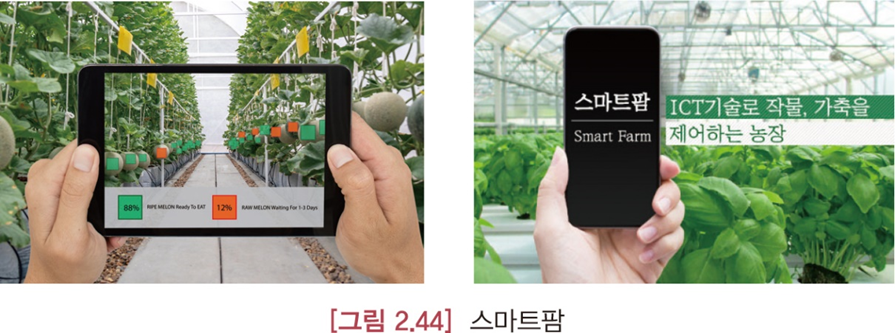 88% RIPE MELON Ready To EAT 12% RAW MELON Waiting For 1-3 Days
스마트팜
Smart Farm
ICT기술로 작물, 가축을
제어하는 농장
[그림 2.44] 스마트팜